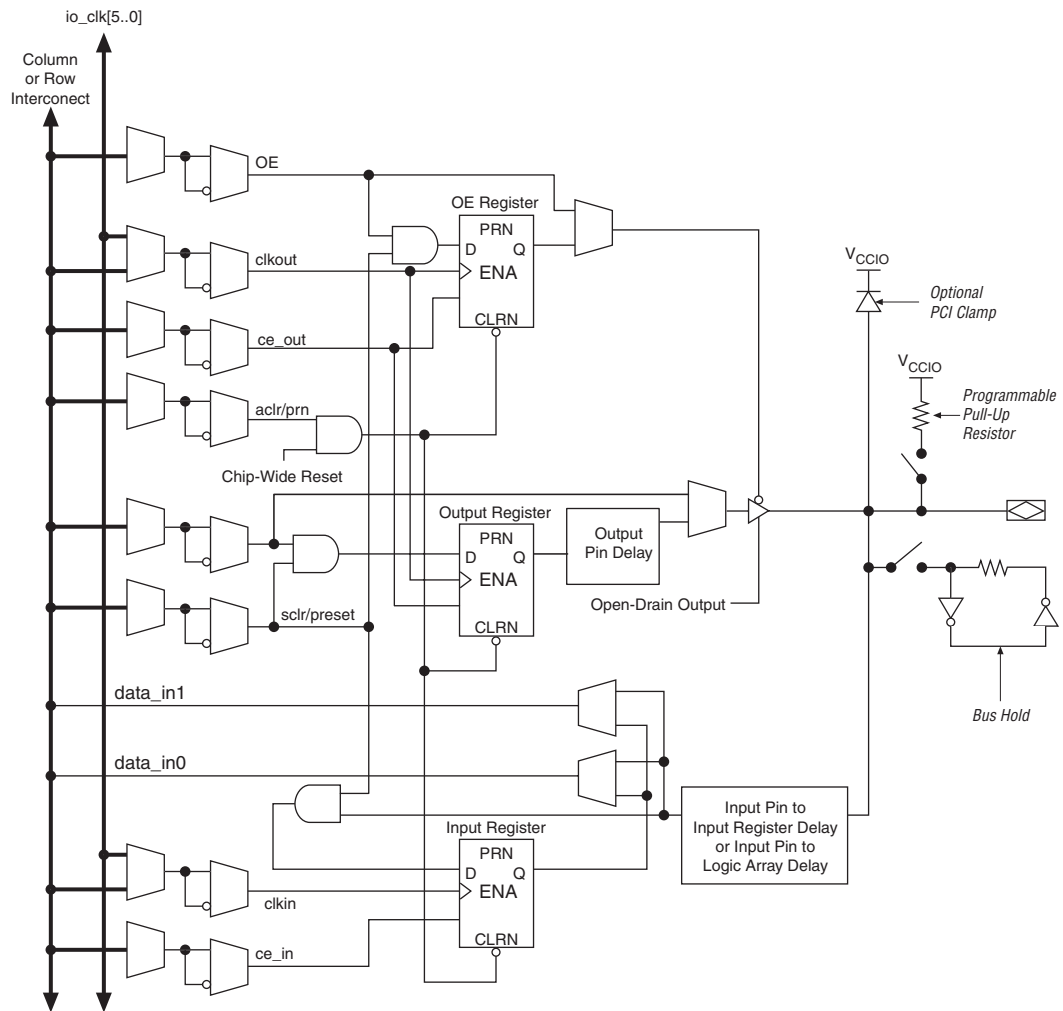 io_clk[5..0]
Column
or Row
Interconect
OE
OE Register
PRN
D
Q
ENA
CLRN
clkout
ce_out
aclr/prn
Chip-Wide Reset
VCCIO
Optional
PCI Clamp
VCCIO
Programmable
Pull-Up
Resistor
Output Register
PRN
D
Q
ENA
CLRN
Output
Pin Delay
Open-Drain Output
sclr/preset
Bus Hold
data_in1
data_in0
Input Register
PRN
D
Q
ENA
CLRN
Input Pin to
Input Register Delay
or Input Pin to
Logic Array Delay
clkin
ce_in